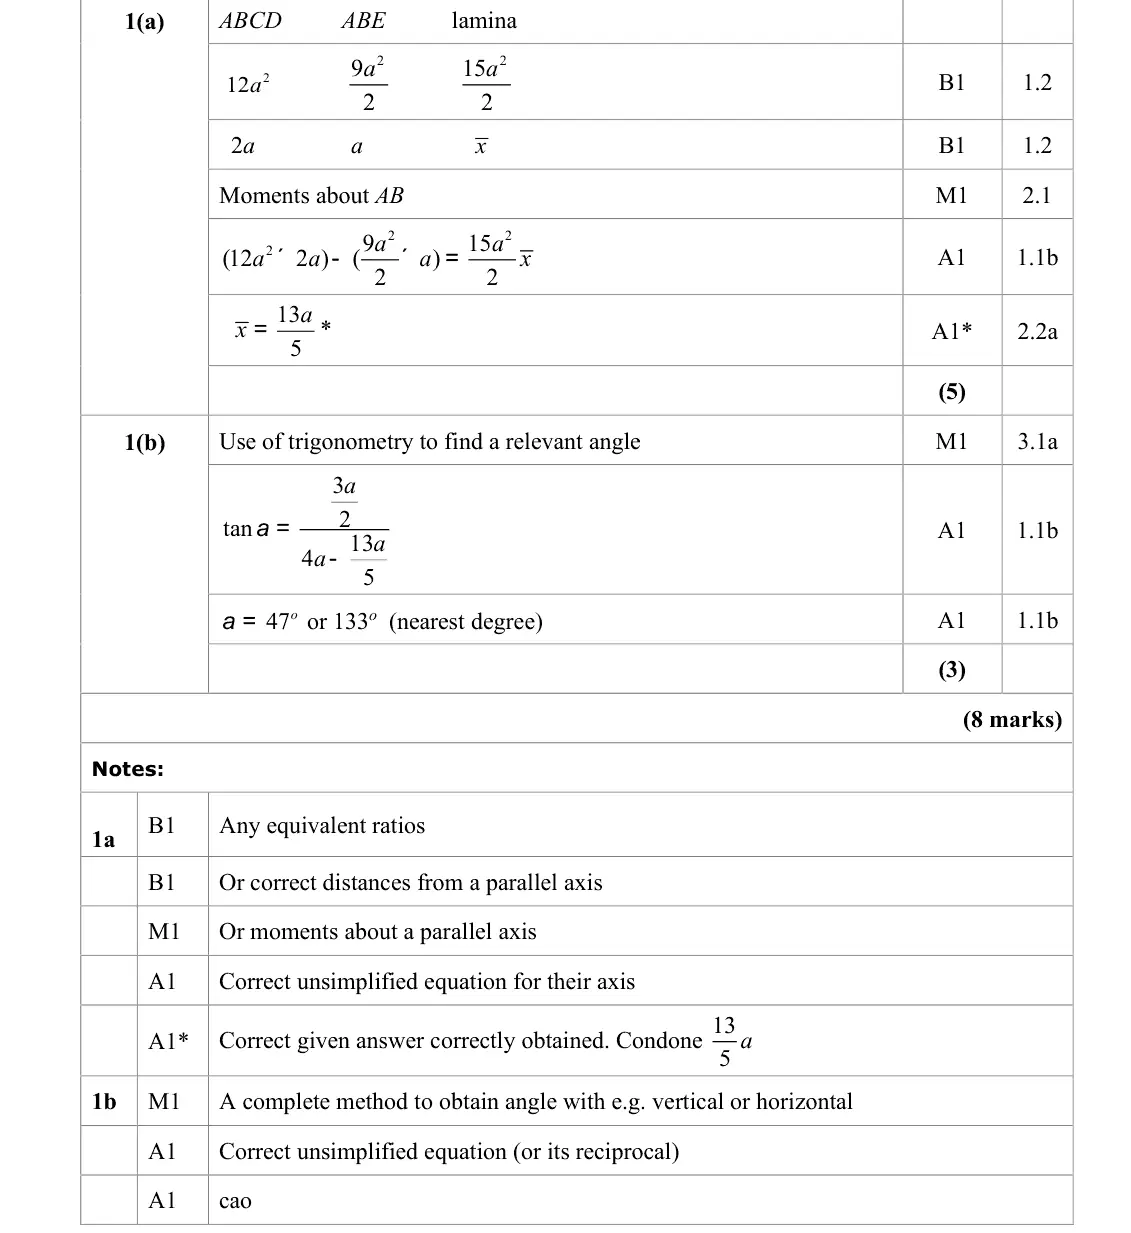 1(a) ABCD ABE lamina
12a² 9a²/2 15a²/2 B1 1.2
2a a x̅ B1 1.2
Moments about AB M1 2.1
(12a² ´ 2a) - (9a²/2 ´ a) = 15a²/2 x̅ A1 1.1b
x̅ = 13a/5 * A1* 2.2a
(5)
1(b) Use of trigonometry to find a relevant angle M1 3.1a
tan a = (3a/2)/(4a - 13a/5) A1 1.1b
a = 47° or 133° (nearest degree) A1 1.1b
(3)
(8 marks)
Notes:
1a B1 Any equivalent ratios
B1 Or correct distances from a parallel axis
M1 Or moments about a parallel axis
A1 Correct unsimplified equation for their axis
A1* Correct given answer correctly obtained. Condone 13/5 a
1b M1 A complete method to obtain angle with e.g. vertical or horizontal
A1 Correct unsimplified equation (or its reciprocal)
A1 cao